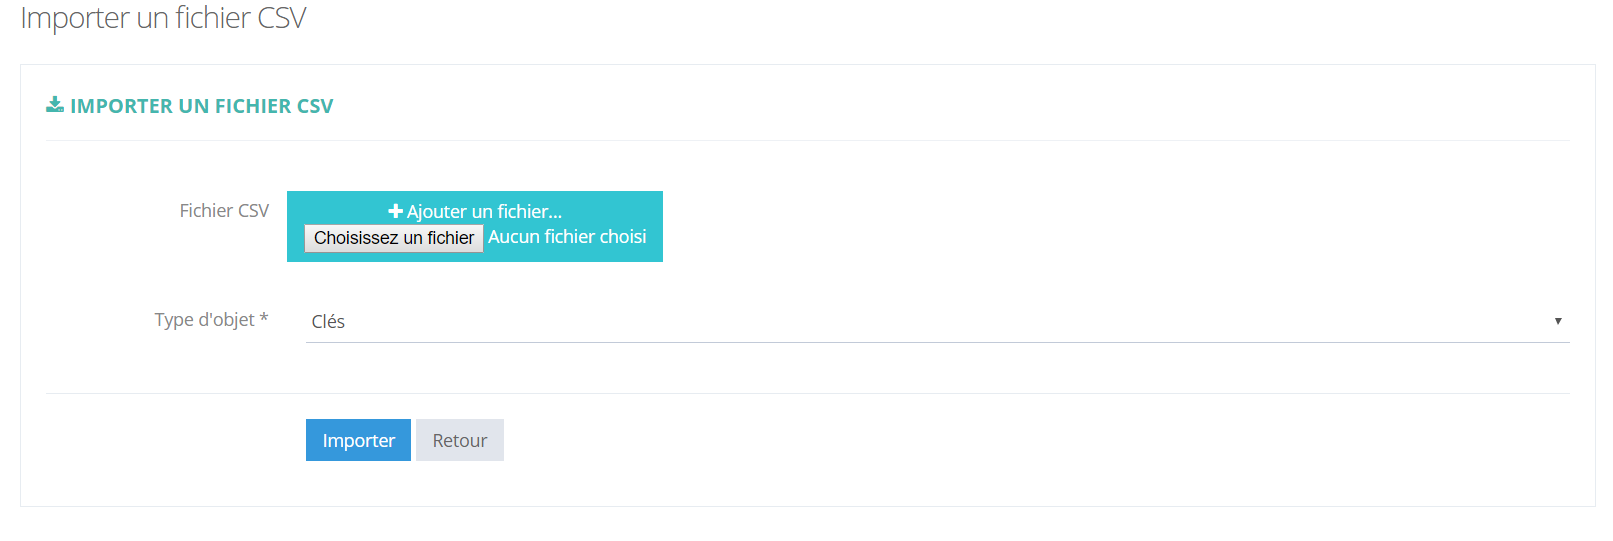 Importer un fichier CSV
IMPORTER UN FICHIER CSV
Fichier CSV
Ajouter un fichier...
Choisissez un fichier Aucun fichier choisi
Type d'objet *
Clés
Importer
Retour